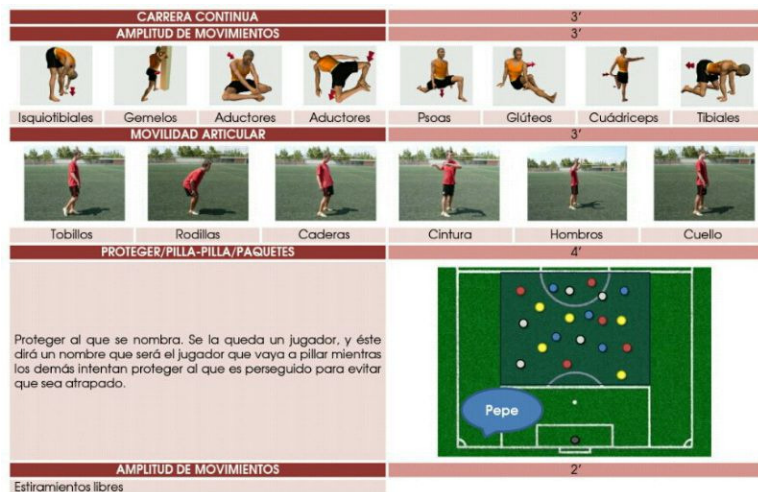 CARRERA CONTINUA 3'
AMPLITUD DE MOVIMIENTOS 3'
Isquiotibiales Gemelos Aductores Aductores Psoas Glúteos Cuádriceps Tibiales
MOVILIDAD ARTICULAR 3'
Tobillos Rodillas Caderas Cintura Hombros Cuello
PROTEGER/PILLA-PILLA/PAQUETES 4'
Proteger al que se nombra. Se la queda un jugador, y éste
dirá un nombre que será el jugador que vaya a pillar mientras
los demás intentan proteger al que es perseguido para evitar
que sea atrapado.
Pepe
AMPLITUD DE MOVIMIENTOS 2'
Estiramientos libres